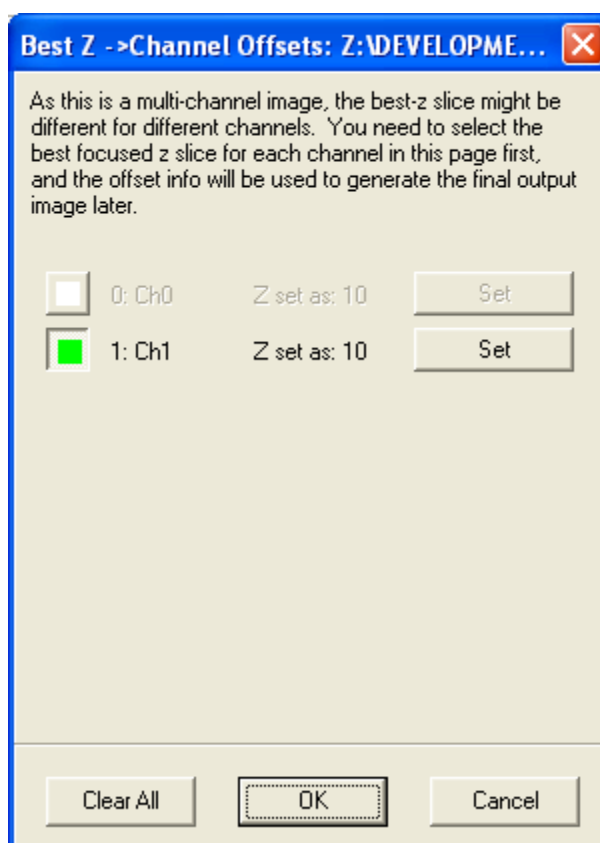 Best Z ->Channel Offsets: Z:\DEVELOPME...
As this is a multi-channel image, the best-z slice might be
different for different channels.  You need to select the
best focused z slice for each channel in this page first,
and the offset info will be used to generate the final output
image later.
0: Ch0 Z set as: 10 Set
1: Ch1 Z set as: 10 Set
Clear All OK Cancel